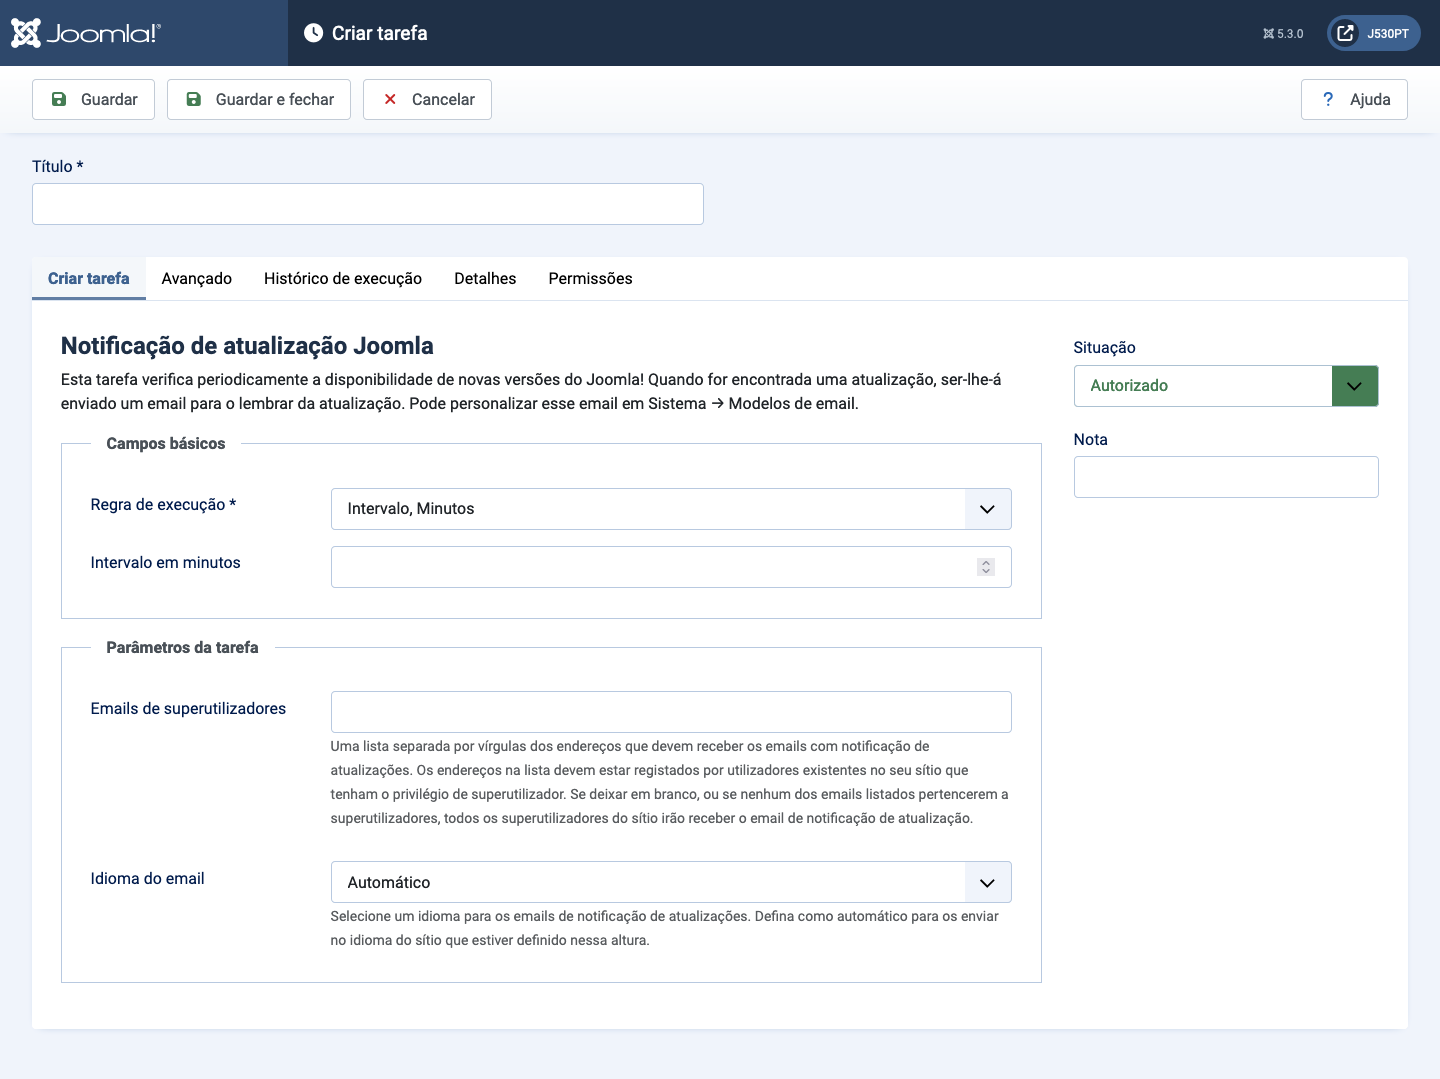 Joomla!®
Criar tarefa
5.3.0
J530PT
Guardar
Guardar e fechar
Cancelar
? Ajuda
Título *
Criar tarefa
Avançado
Histórico de execução
Detalhes
Permissões
Notificação de atualização Joomla
Esta tarefa verifica periodicamente a disponibilidade de novas versões do Joomla! Quando for encontrada uma atualização, ser-lhe-á
enviado um email para o lembrar da atualização. Pode personalizar esse email em Sistema → Modelos de email.
Campos básicos
Regra de execução *
Intervalo, Minutos
Intervalo em minutos
Parâmetros da tarefa
Emails de superutilizadores
Uma lista separada por vírgulas dos endereços que devem receber os emails com notificação de
atualizações. Os endereços na lista devem estar registados por utilizadores existentes no seu sítio que
tenham o privilégio de superutilizador. Se deixar em branco, ou se nenhum dos emails listados pertencerem a
superutilizadores, todos os superutilizadores do sítio irão receber o email de notificação de atualização.
Idioma do email
Automático
Selecione um idioma para os emails de notificação de atualizações. Defina como automático para os enviar
no idioma do sítio que estiver definido nessa altura.
Situação
Autorizado
Nota